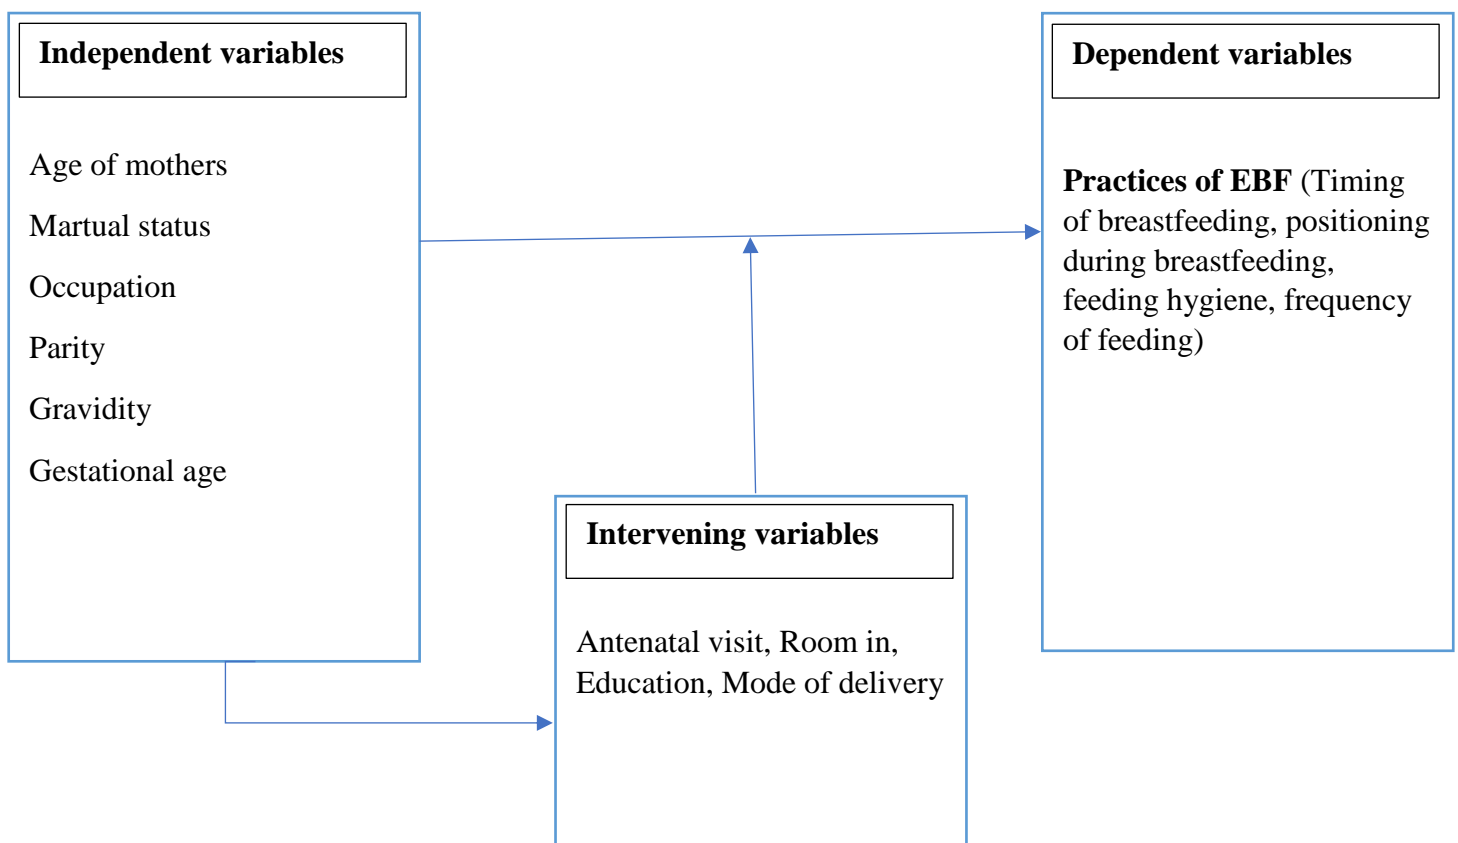 Independent variables
Age of mothers
Martual status
Occupation
Parity
Gravidity
Gestational age
Intervening variables
Antenatal visit, Room in,
Education, Mode of delivery
Dependent variables
Practices of EBF (Timing
of breastfeeding, positioning
during breastfeeding,
feeding hygiene, frequency
of feeding)